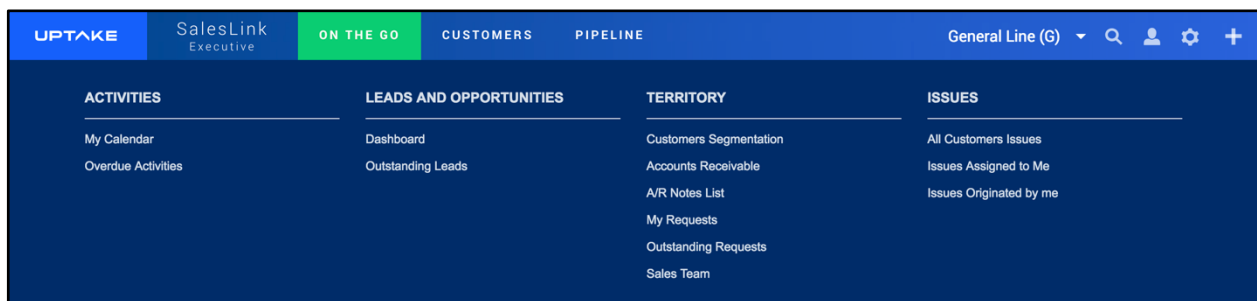 UPTAKE
SalesLink
Executive
ON THE GO
CUSTOMERS
PIPELINE
General Line (G)
ACTIVITIES
My Calendar
Overdue Activities
LEADS AND OPPORTUNITIES
Dashboard
Outstanding Leads
TERRITORY
Customers Segmentation
Accounts Receivable
A/R Notes List
My Requests
Outstanding Requests
Sales Team
ISSUES
All Customers Issues
Issues Assigned to Me
Issues Originated by me